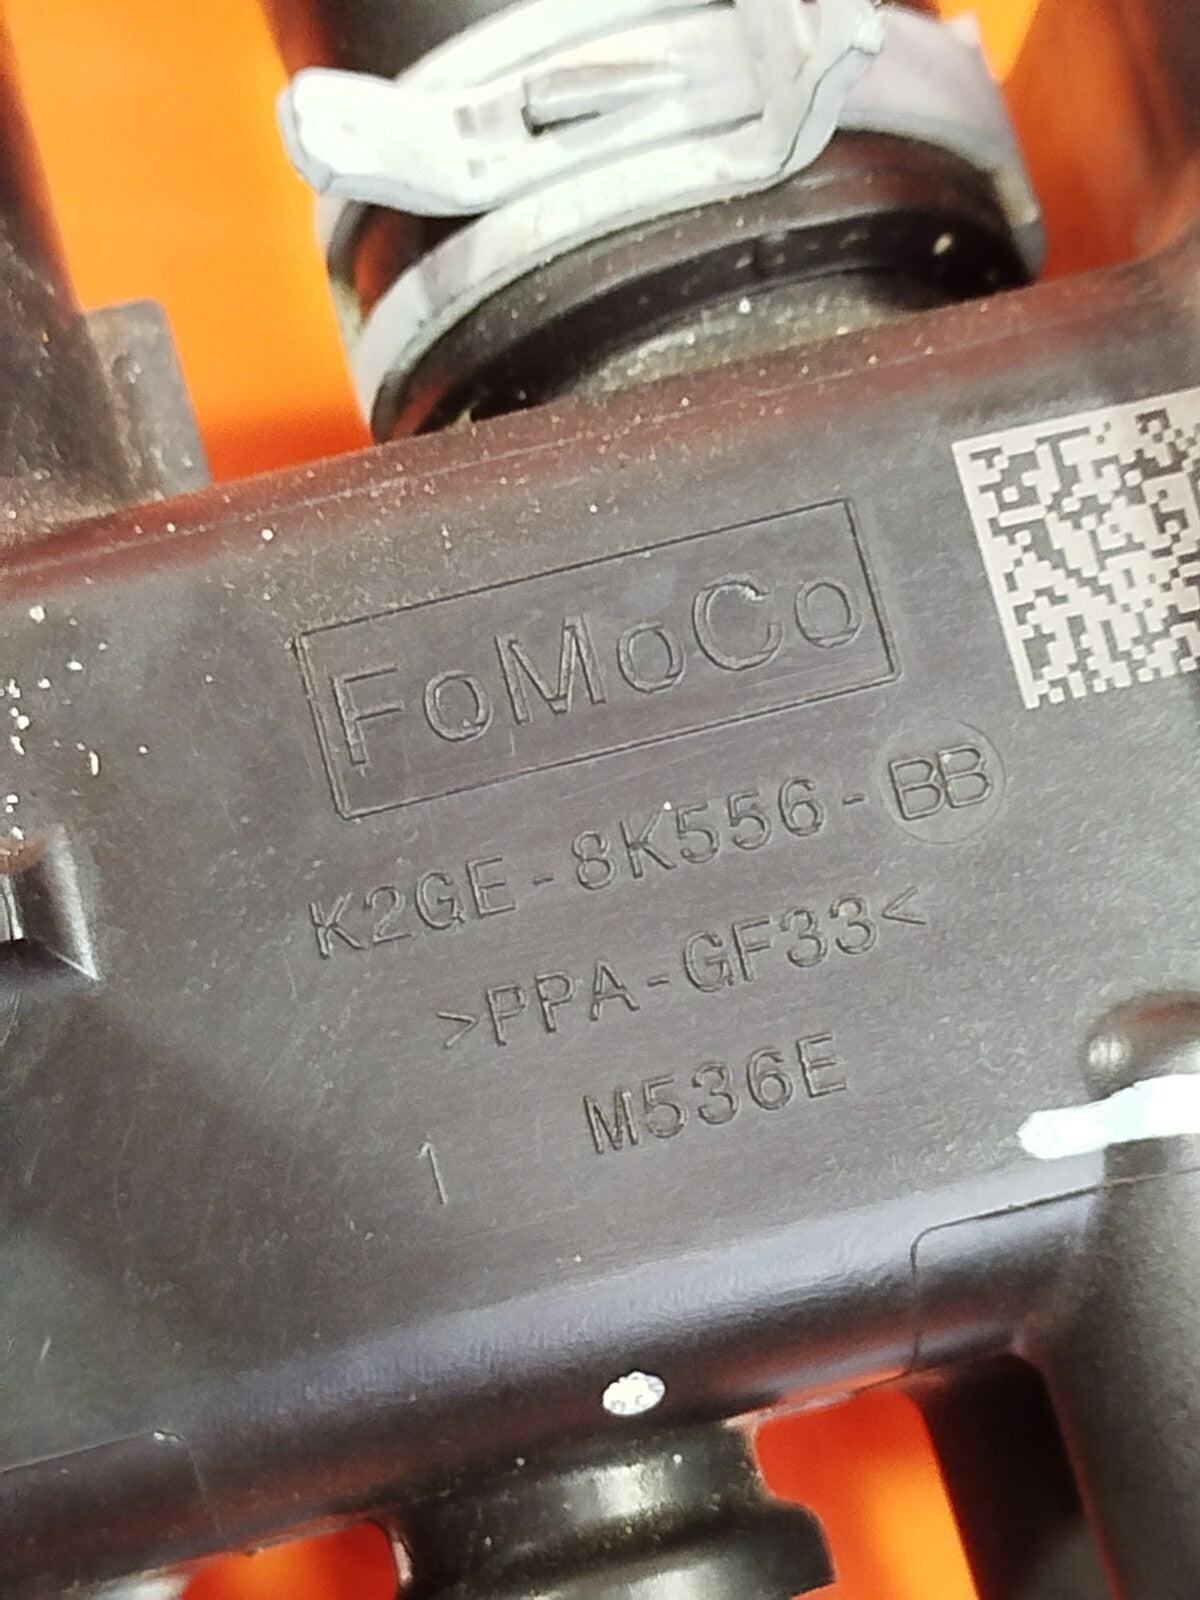 FoMoCo
K2GE-8K556-BB
>PPA-GF33<
M536E
1